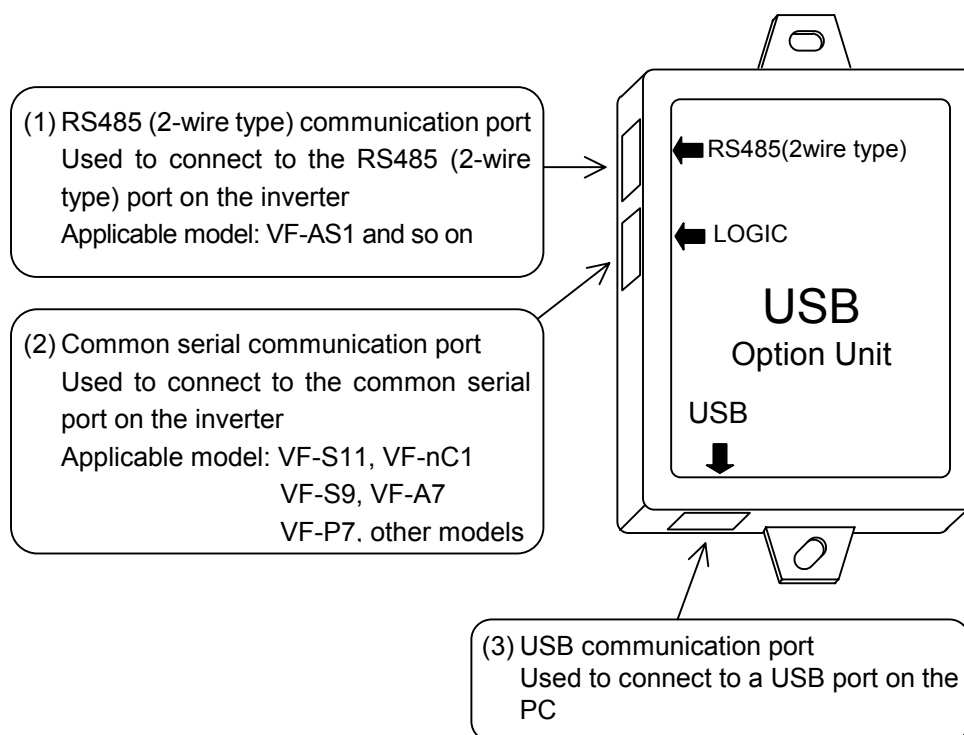 (1) RS485 (2-wire type) communication port
Used to connect to the RS485 (2-wire
type) port on the inverter
Applicable model: VF-AS1 and so on
(2) Common serial communication port
Used to connect to the common serial
port on the inverter
Applicable model: VF-S11, VF-nC1
VF-S9, VF-A7
VF-P7, other models
RS485(2wire type)
LOGIC
USB
Option Unit
USB
(3) USB communication port
Used to connect to a USB port on the
PC